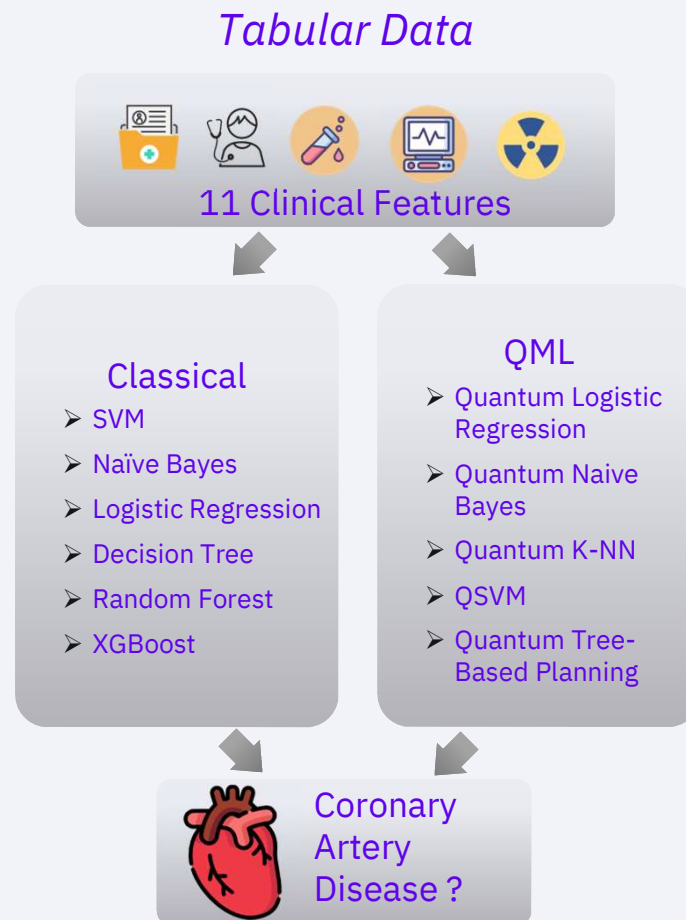 Tabular Data
11 Clinical Features
Classical
➢ SVM
➢ Naïve Bayes
➢ Logistic Regression
➢ Decision Tree
➢ Random Forest
➢ XGBoost
QML
➢ Quantum Logistic
Regression
➢ Quantum Naive
Bayes
➢ Quantum K-NN
➢ QSVM
➢ Quantum Tree-
Based Planning
Coronary
Artery
Disease ?